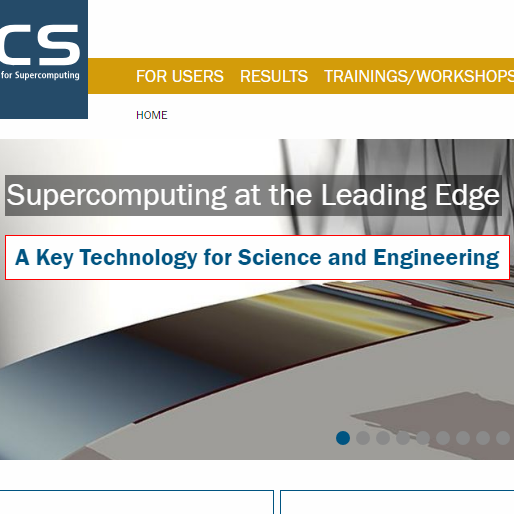 CS
for Supercomputing
FOR USERS RESULTS TRAININGS/WORKSHOPS
HOME
Supercomputing at the Leading Edge
A Key Technology for Science and Engineering